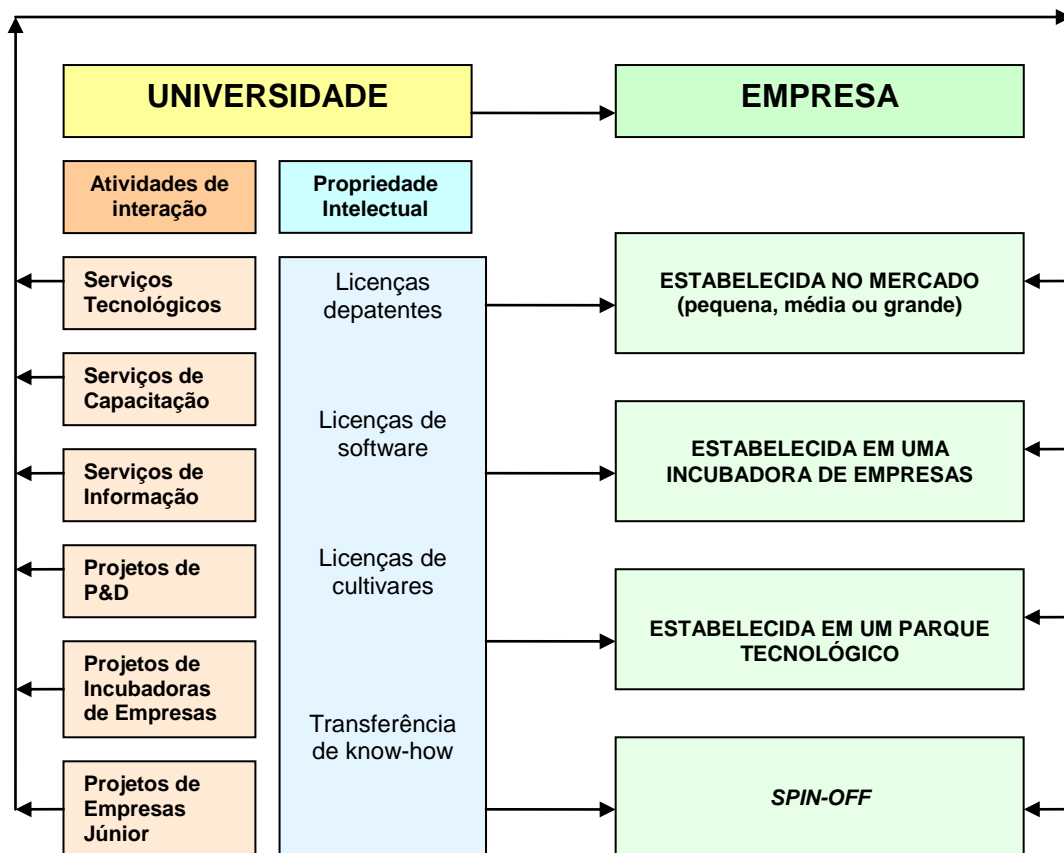 UNIVERSIDADE
EMPRESA
Atividades de
interação
Propriedade
Intelectual
Serviços
Tecnológicos
Serviços de
Capacitação
Serviços de
Informação
Projetos de
P&D
Projetos de
Incubadoras
de Empresas
Projetos de
Empresas
Júnior
Licenças
depatentes
Licenças de
software
Licenças de
cultivares
Transferência
de know-how
ESTABELECIDA NO MERCADO
(pequena, média ou grande)
ESTABELECIDA EM UMA
INCUBADORA DE EMPRESAS
ESTABELECIDA EM UM PARQUE
TECNOLÓGICO
SPIN-OFF